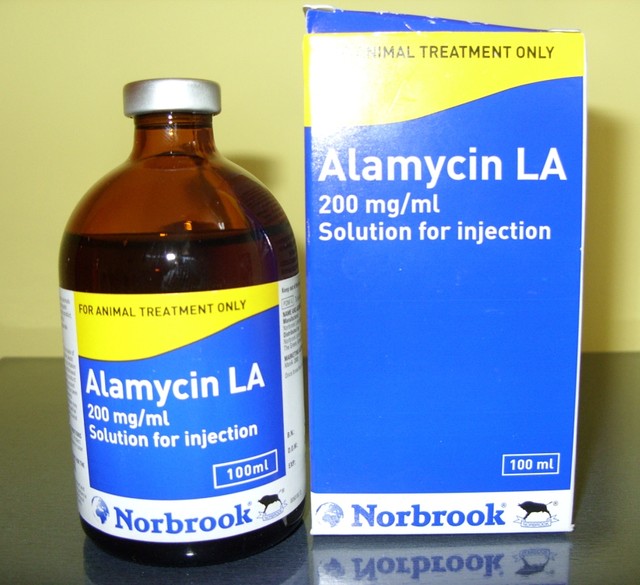 FOR ANIMAL TREATMENT ONLY
Alamycin LA
200 mg/ml
Solution for injection
100ml
Norbrook®
ANIMAL TREATMENT ONLY
Alamycin LA
200 mg/ml
Solution for injection
100 ml
Norbrook®